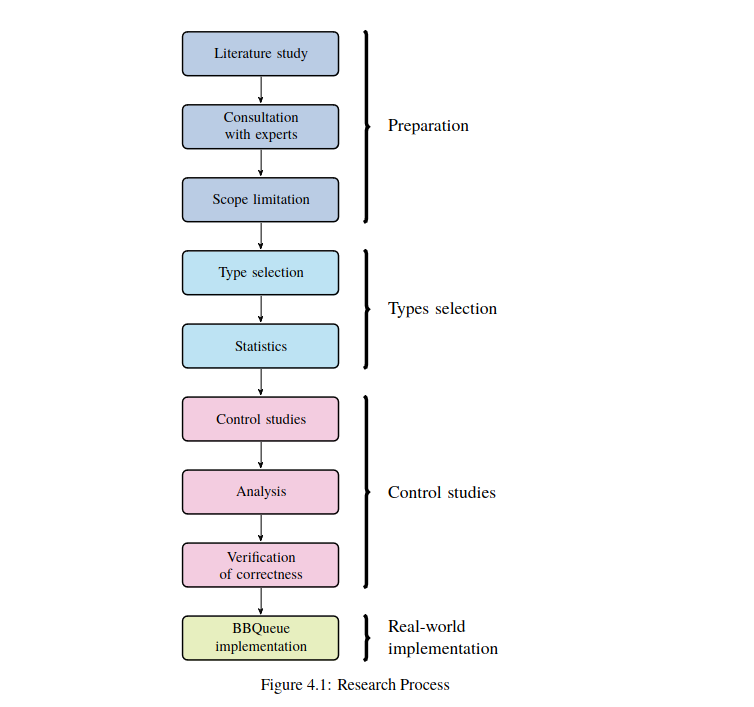 Literature study
Consultation
with experts
Preparation
Scope limitation
Type selection
Types selection
Statistics
Control studies
Analysis
Control studies
Verification
of correctness
BBQueue
implementation
Real-world
implementation
Figure 4.1: Research Process